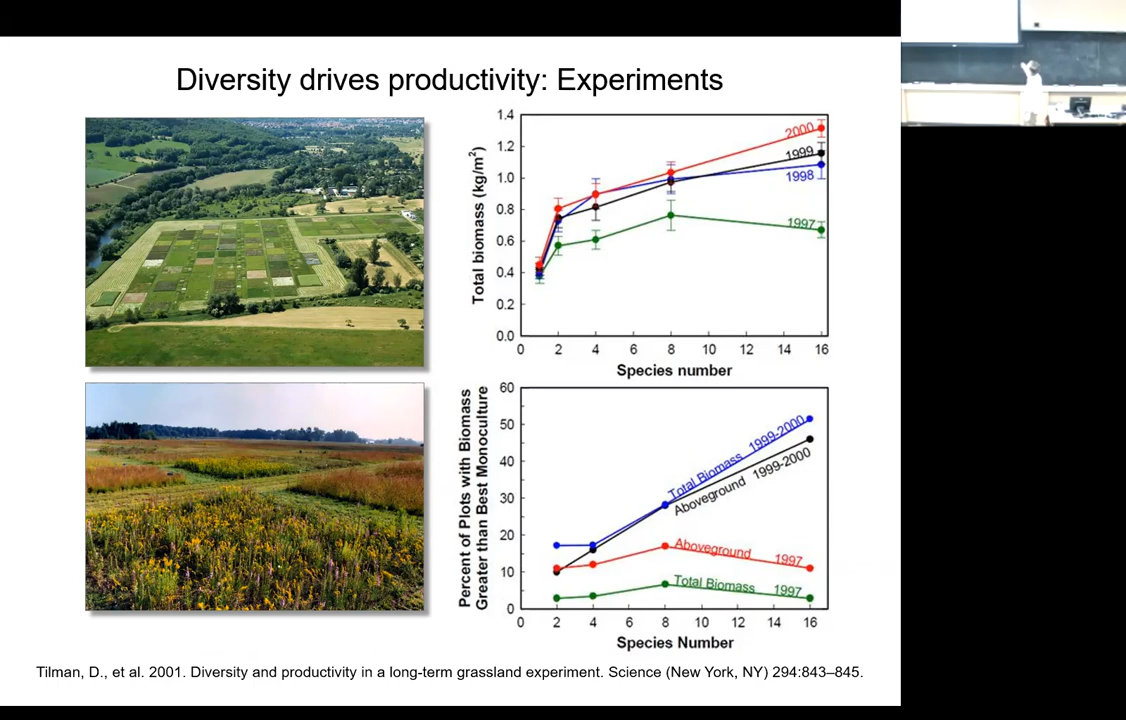 Diversity drives productivity: Experiments
Total biomass (kg/m²)
1.4
1.2
1.0
0.8
0.6
0.4
0.2
0.0
2000
1999
1998
1997
0 2 4 6 8 10 12 14 16
Species number
Percent of Plots with Biomass
Greater than Best Monoculture
60
50
40
30
20
10
0
Total Biomass 1999-2000
Aboveground 1999-2000
Aboveground 1997
Total Biomass 1997
0 2 4 6 8 10 12 14 16
Species Number
Tilman, D., et al. 2001. Diversity and productivity in a long-term grassland experiment. Science (New York, NY) 294:843–845.